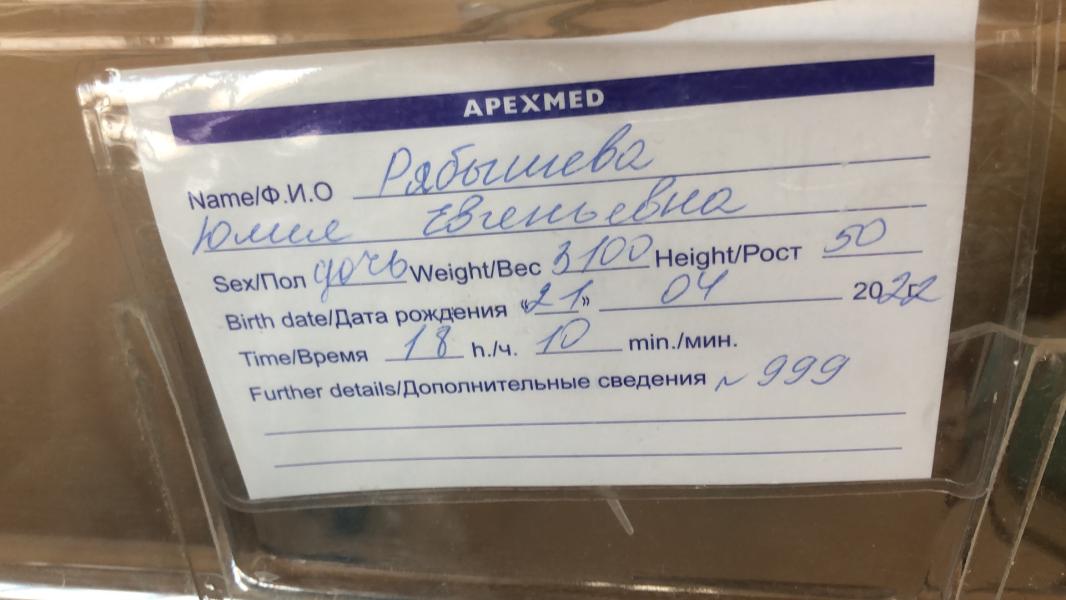 APEXMED
Name/Ф.И.О Рябышева
Юлия Евгеньевна
Sex/Пол дочь Weight/Вес 3100 Height/Рост 50
Birth date/Дата рождения «21» 04 2022г
Time/Время 18 h./ч. 10 min./мин.
Further details/Дополнительные сведения № 999